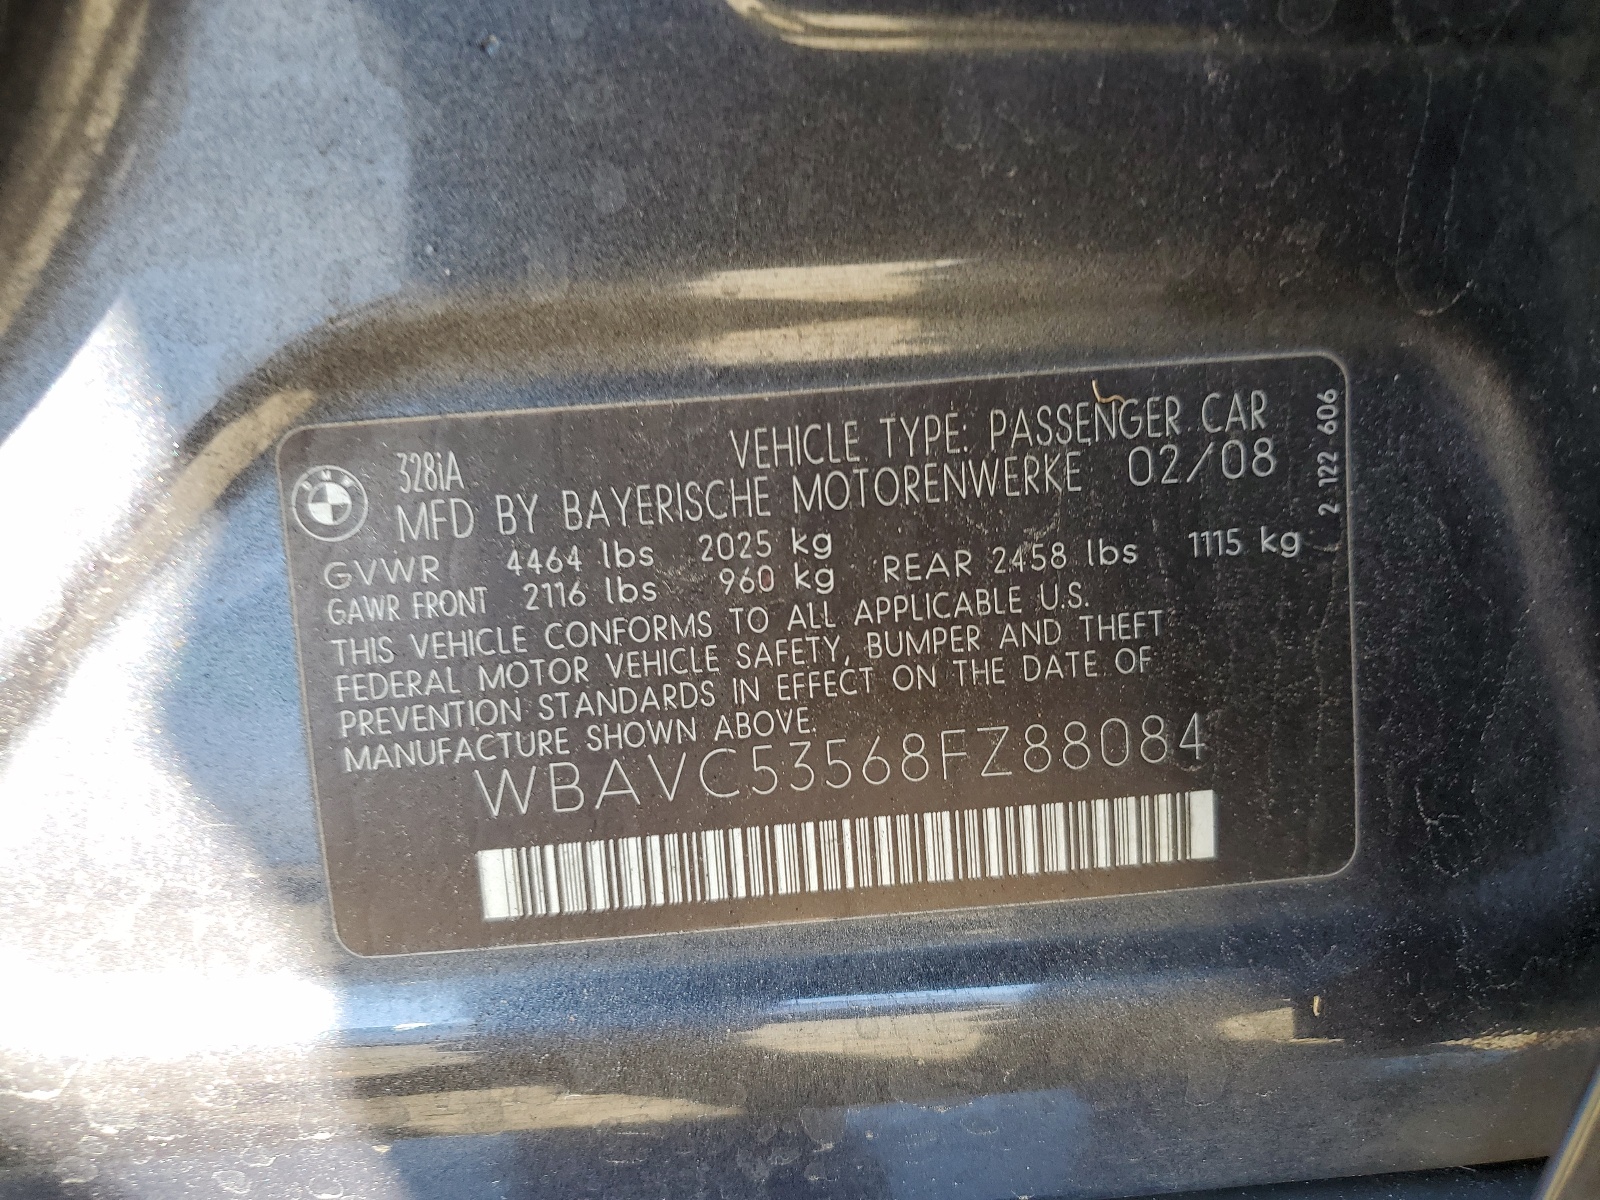 328iA VEHICLE TYPE: PASSENGER CAR
MFD BY BAYERISCHE MOTORENWERKE 02/08
GVWR 4464 lbs 2025 kg
GAWR FRONT 2116 lbs 960 kg REAR 2458 lbs 1115 kg
THIS VEHICLE CONFORMS TO ALL APPLICABLE U.S.
FEDERAL MOTOR VEHICLE SAFETY, BUMPER AND THEFT
PREVENTION STANDARDS IN EFFECT ON THE DATE OF
MANUFACTURE SHOWN ABOVE.
WBAVC53568FZ88084
2 122 606